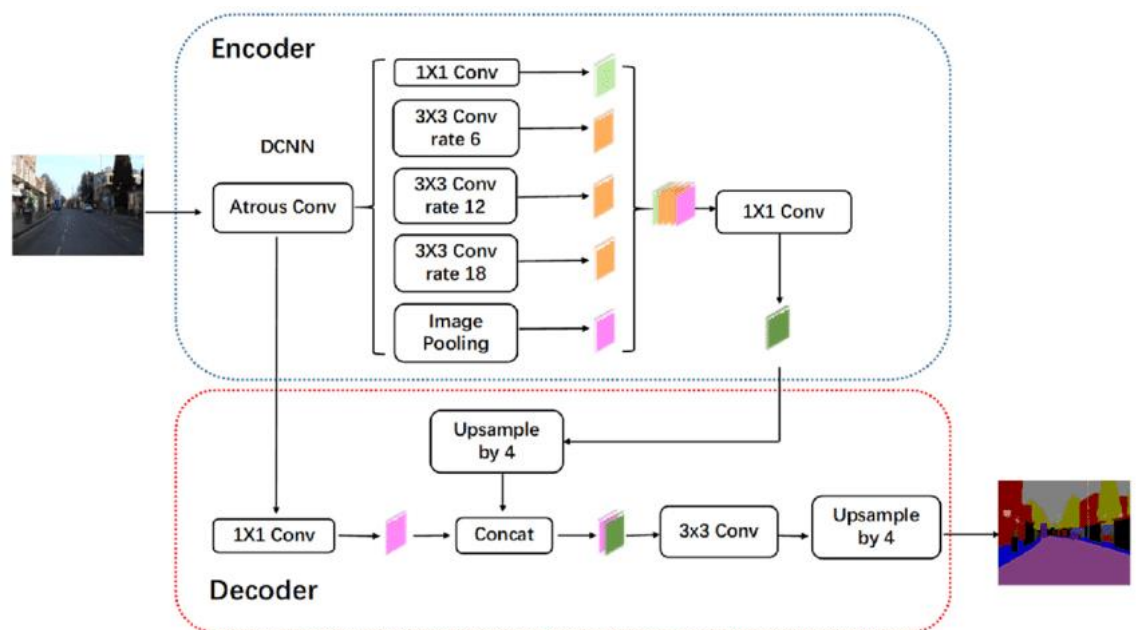 Encoder
DCNN
Atrous Conv
1X1 Conv
3X3 Conv
rate 6
3X3 Conv
rate 12
3X3 Conv
rate 18
Image
Pooling
1X1 Conv
Upsample
by 4
1X1 Conv
Concat
3x3 Conv
Upsample
by 4
Decoder